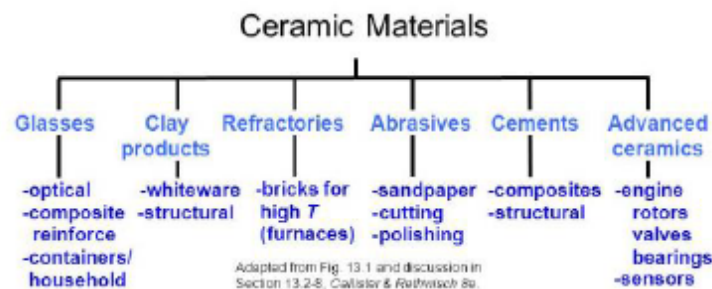 Ceramic Materials
Glasses
Clay
products
Refractories
Abrasives
Cements
Advanced
ceramics
-optical
-composite
reinforce
-containers/
household
-whiteware
-structural
-bricks for
high T
(furnaces)
-sandpaper
-cutting
-polishing
-composites
-structural
-engine
rotors
valves
bearings
-sensors
Adapted from Fig. 13.1 and discussion in
Section 13.2-8, Callister & Rethwisch 8e.